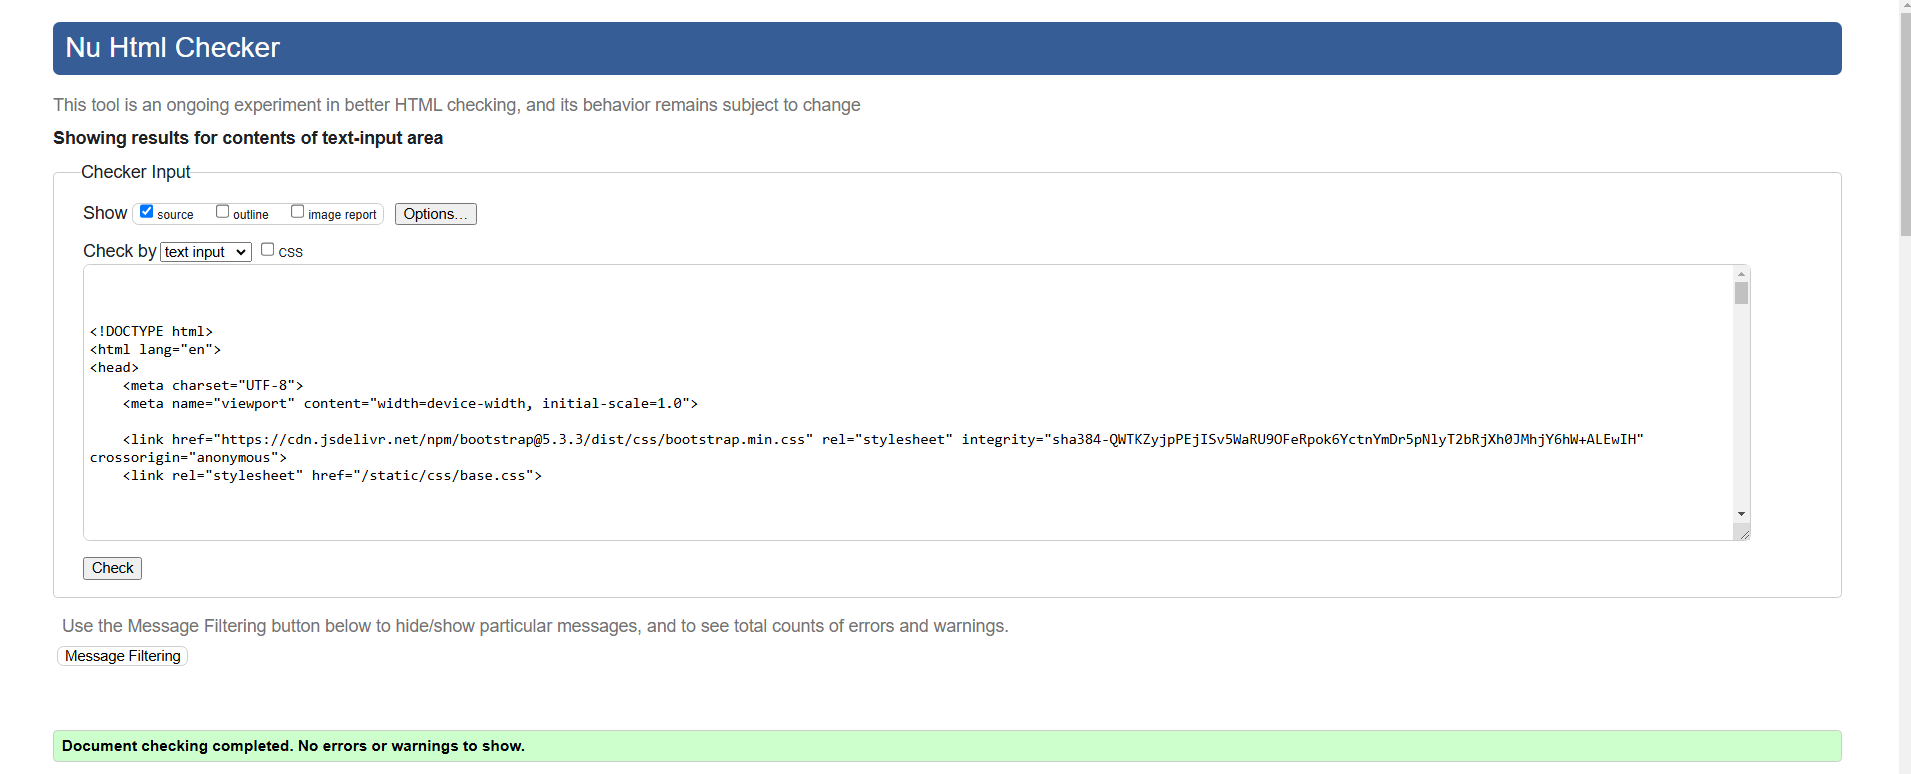 Nu Html Checker
This tool is an ongoing experiment in better HTML checking, and its behavior remains subject to change
Showing results for contents of text-input area
Checker Input
Show source outline image report Options...
Check by text input CSS
<!DOCTYPE html>
<html lang="en">
<head>
    <meta charset="UTF-8">
    <meta name="viewport" content="width=device-width, initial-scale=1.0">
    <link href="https://cdn.jsdelivr.net/npm/bootstrap@5.3.3/dist/css/bootstrap.min.css" rel="stylesheet" integrity="sha384-QWTKZyjpPEjISv5WaRU9OFeRpok6YctnYmDr5pNlyT2bRjXh0JMhjY6hW+ALEwIH"
crossorigin="anonymous">
    <link rel="stylesheet" href="/static/css/base.css">
Check
Use the Message Filtering button below to hide/show particular messages, and to see total counts of errors and warnings.
Message Filtering
Document checking completed. No errors or warnings to show.